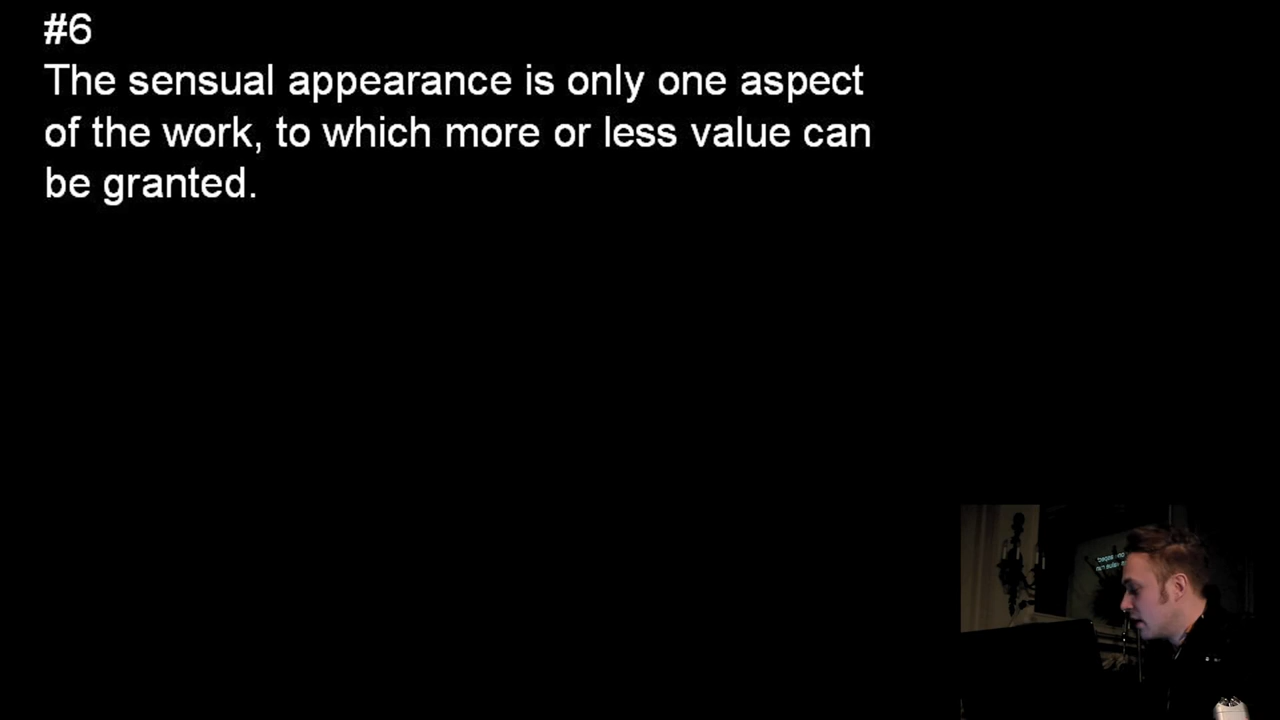 #6
The sensual appearance is only one aspect
of the work, to which more or less value can
be granted.